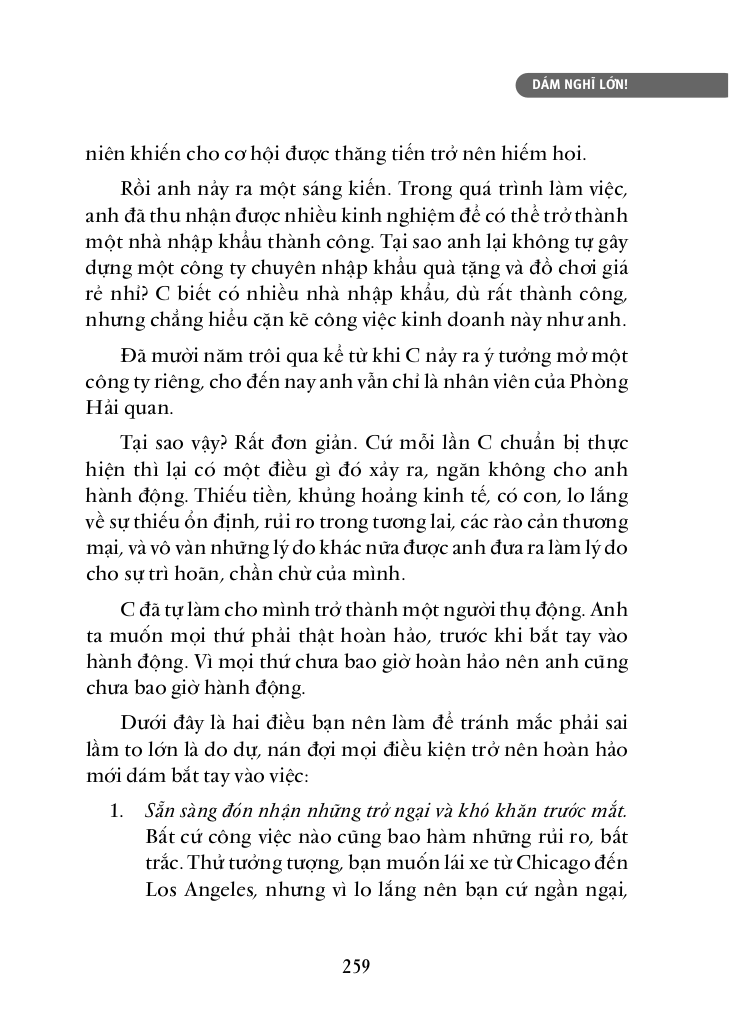 DÁM NGHĨ LỚN!
niên khiến cho cơ hội được thăng tiến trở nên hiếm hoi.
Rồi anh nảy ra một sáng kiến. Trong quá trình làm việc,
anh đã thu nhận được nhiều kinh nghiệm để có thể trở thành
một nhà nhập khẩu thành công. Tại sao anh lại không tự gây
dựng một công ty chuyên nhập khẩu quà tặng và đồ chơi giá
rẻ nhỉ? C biết có nhiều nhà nhập khẩu, dù rất thành công,
nhưng chẳng hiểu cặn kẽ công việc kinh doanh này như anh.
Đã mười năm trôi qua kể từ khi C nảy ra ý tưởng mở một
công ty riêng, cho đến nay anh vẫn chỉ là nhân viên của Phòng
Hải quan.
Tại sao vậy? Rất đơn giản. Cứ mỗi lần C chuẩn bị thực
hiện thì lại có một điều gì đó xảy ra, ngăn không cho anh
hành động. Thiếu tiền, khủng hoảng kinh tế, có con, lo lắng
về sự thiếu ổn định, rủi ro trong tương lai, các rào cản thương
mại, và vô vàn những lý do khác nữa được anh đưa ra làm lý do
cho sự trì hoãn, chần chừ của mình.
C đã tự làm cho mình trở thành một người thụ động. Anh
ta muốn mọi thứ phải thật hoàn hảo, trước khi bắt tay vào
hành động. Vì mọi thứ chưa bao giờ hoàn hảo nên anh cũng
chưa bao giờ hành động.
Dưới đây là hai điều bạn nên làm để tránh mắc phải sai
lầm to lớn là do dự, nán đợi mọi điều kiện trở nên hoàn hảo
mới dám bắt tay vào việc:
1. Sẵn sàng đón nhận những trở ngại và khó khăn trước mắt.
Bất cứ công việc nào cũng bao hàm những rủi ro, bất
trắc. Thử tưởng tượng, bạn muốn lái xe từ Chicago đến
Los Angeles, nhưng vì lo lắng nên bạn cứ ngần ngại,
259